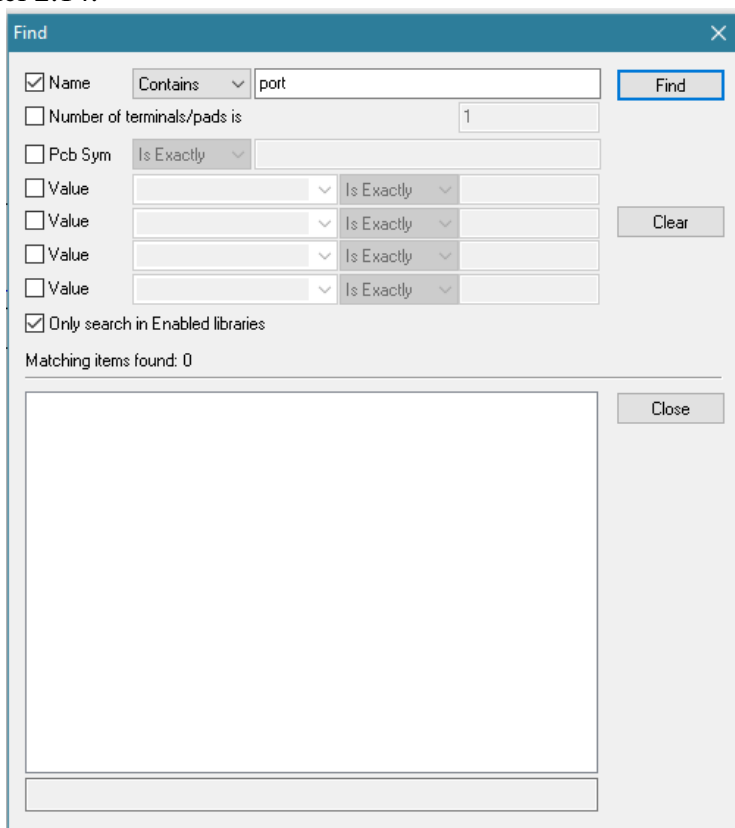 Find
Name Contains port Find
Number of terminals/pads is 1
Pcb Sym Is Exactly
Value Is Exactly
Value Is Exactly Clear
Value Is Exactly
Value Is Exactly
Only search in Enabled libraries
Matching items found: 0
Close